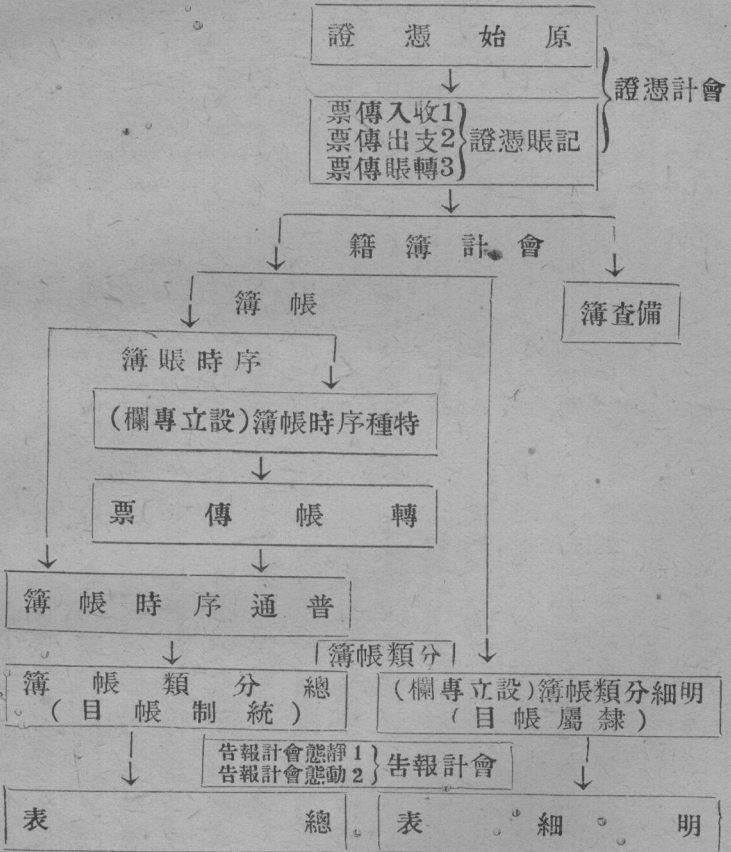 原始憑證
會計憑證
1收入傳票
2支出傳票
3轉賬傳票
記賬憑證
會計簿籍
備查簿
帳簿
序時賬簿
特種序時帳簿(設立專欄)
轉帳傳票
普通序時帳簿
分類帳簿
明細分類帳簿(設立專欄)
(隸屬帳目)
總分類帳簿
(統制帳目)
會計報告
1靜態會計報告
2動態會計報告
明細表
總表